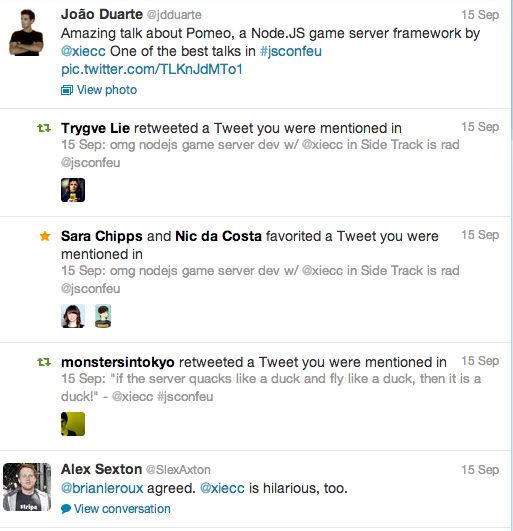 João Duarte @jdduarte 15 Sep
Amazing talk about Pomeo, a Node.JS game server framework by
@xiecc One of the best talks in #jsconfeu
pic.twitter.com/TLKnJdMTo1
View photo
Trygve Lie retweeted a Tweet you were mentioned in 15 Sep
15 Sep: omg nodejs game server dev w/ @xiecc in Side Track is rad
@jsconfeu
Sara Chipps and Nic da Costa favorited a Tweet you were 15 Sep
mentioned in
15 Sep: omg nodejs game server dev w/ @xiecc in Side Track is rad
@jsconfeu
monstersintokyo retweeted a Tweet you were mentioned in 15 Sep
15 Sep: "if the server quacks like a duck and fly like a duck, then it is a
duck!" - @xiecc #jsconfeu
Alex Sexton @SlexAxton 15 Sep
@brianleroux agreed. @xiecc is hilarious, too.
stripe
View conversation